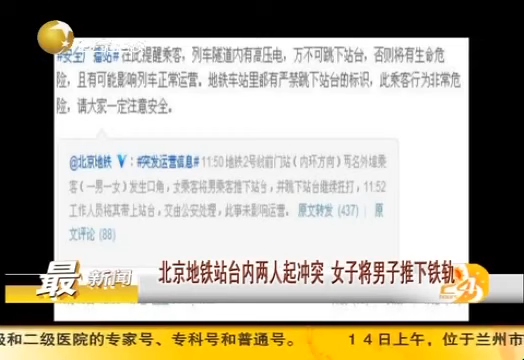 #安全广播站# 在此提醒乘客，列车隧道内有高压电，万不可跳下站台，否则将有生命危
险，且有可能影响列车正常运营。地铁车站里都有严禁跳下站台的标识，此乘客行为非常危
险，请大家一定注意安全。
@北京地铁 V：#突发运营信息# 11:50 地铁2号线前门站（内环方向）两名外埠乘
客（一男一女）发生口角，女乘客将男乘客推下站台，并跳下站台继续扭打，11:52
工作人员将其带上站台，交由公安处理，此事未影响运营。 原文转发 (437) | 原
文评论 (88)
最新闻 北京地铁站台内两人起冲突 女子将男子推下铁轨
24
级和二级医院的专家号、专科号和普通号。 14日上午，位于兰州市